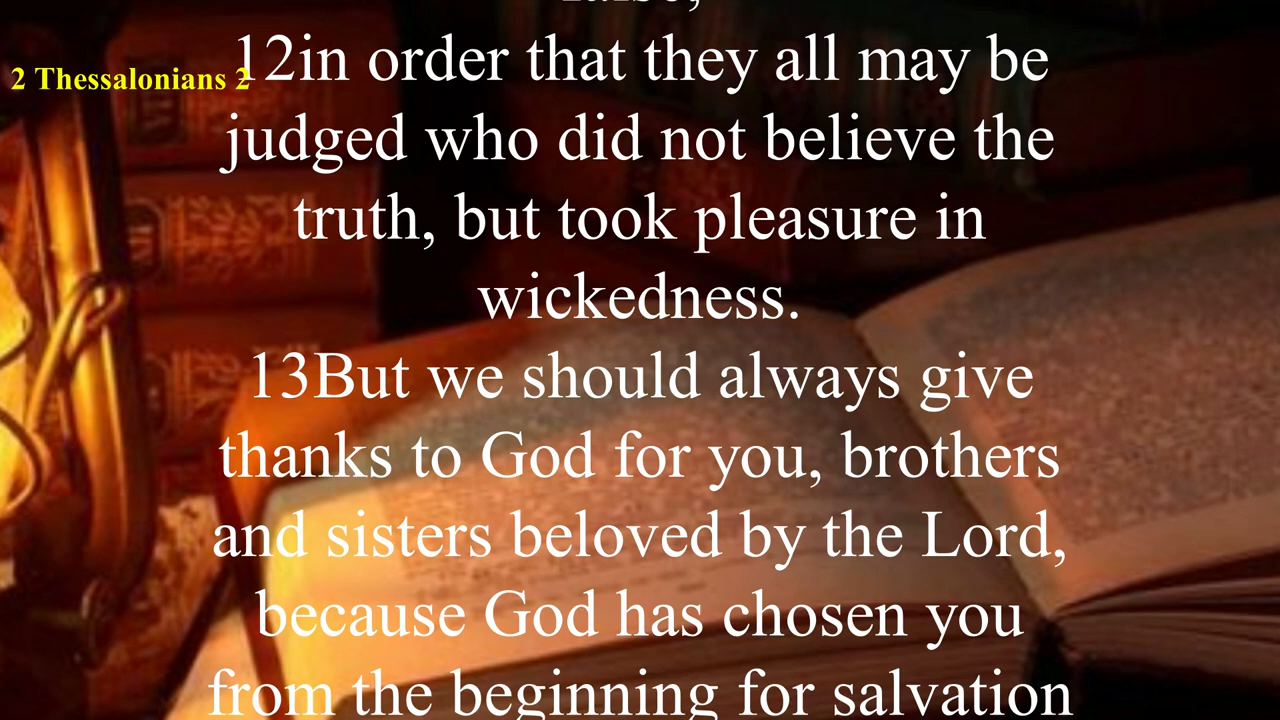 false,
2 Thessalonians 2
12in order that they all may be
judged who did not believe the
truth, but took pleasure in
wickedness.
13But we should always give
thanks to God for you, brothers
and sisters beloved by the Lord,
because God has chosen you
from the beginning for salvation